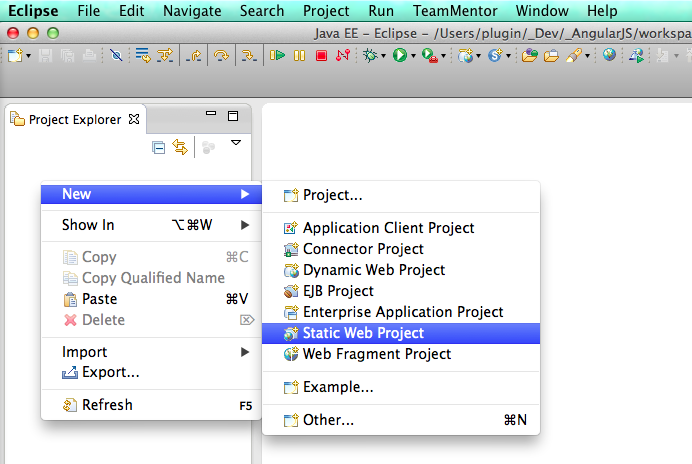 Eclipse File Edit Navigate Search Project Run TeamMentor Window Help
Java EE – Eclipse – /Users/plugin/_Dev/_AngularJS/workspa
Project Explorer
New
Project...
Show In ⌥⌘W
Application Client Project
Connector Project
Copy ⌘C
Dynamic Web Project
Copy Qualified Name
EJB Project
Paste ⌘V
Enterprise Application Project
Delete ⌦
Static Web Project
Import
Web Fragment Project
Export...
Example...
Refresh F5
Other... ⌘N